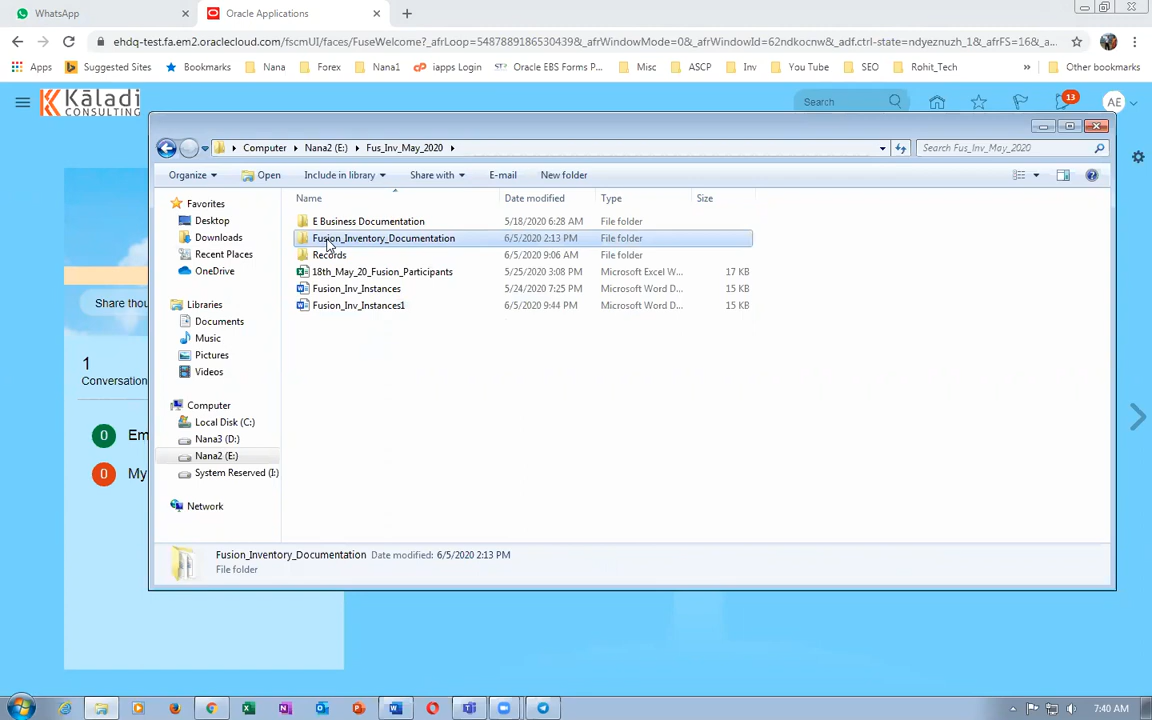 WhatsApp
Oracle Applications
ehdq-test.fa.em2.oraclecloud.com/fscmUI/faces/FuseWelcome?_afrLoop=54878891865304​39&_afrWindowMode=0&_afrWindowId=62ndkocnw&_adf.ctrl-state=ndyeznuzh_1&_afrFS=16&_a...
Apps Suggested Sites Bookmarks Nana Forex Nana1 iapps Login Oracle EBS Forms P... Misc ASCP Inv You Tube SEO Rohit_Tech » Other bookmarks
Kaladi
CONSULTING
Search
13
AE
Computer Nana2 (E:) Fus_Inv_May_2020
Search Fus_Inv_May_2020
Organize Open Include in library Share with E-mail New folder
Name Date modified Type Size
Favorites
Desktop
Downloads
Recent Places
OneDrive
Libraries
Documents
Music
Pictures
Videos
Computer
Local Disk (C:)
Nana3 (D:)
Nana2 (E:)
System Reserved (I:)
Network
E Business Documentation 5/18/2020 6:28 AM File folder
Fusion_Inventory_Documentation 6/5/2020 2:13 PM File folder
Records 6/5/2020 9:06 AM File folder
18th_May_20_Fusion_Participants 5/25/2020 3:08 PM Microsoft Excel W... 17 KB
Fusion_Inv_Instances 5/24/2020 7:25 PM Microsoft Word D... 15 KB
Fusion_Inv_Instances1 6/5/2020 9:44 PM Microsoft Word D... 15 KB
Fusion_Inventory_Documentation Date modified: 6/5/2020 2:13 PM
File folder
Share thou
1
Conversation
0 Em
0 My
7:40 AM